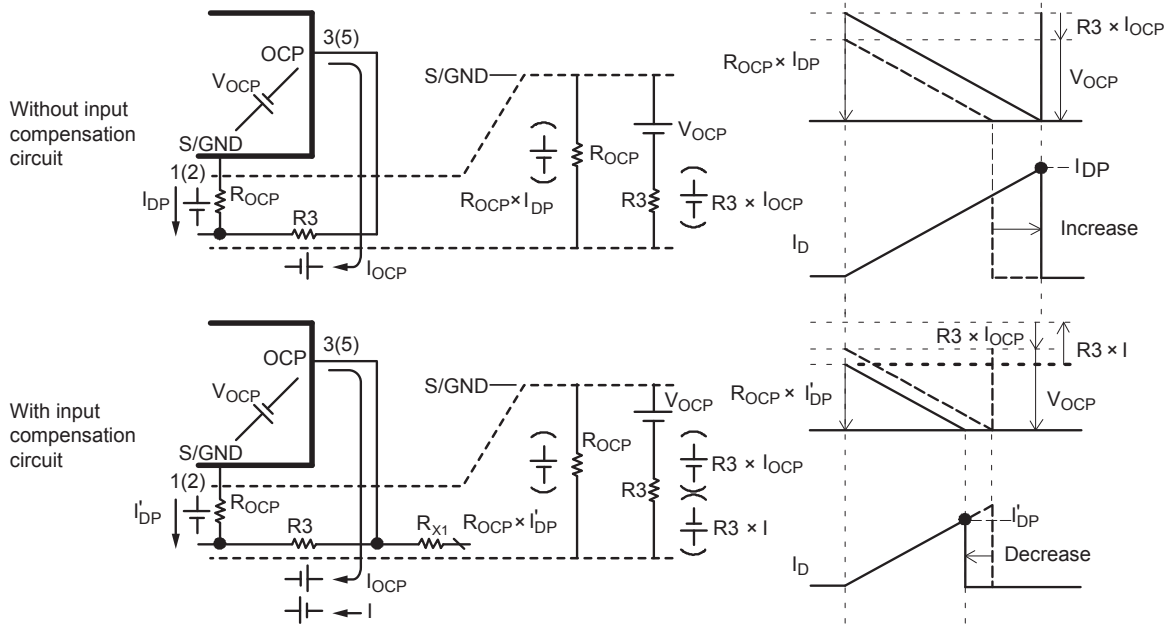 Without input
compensation
circuit
OCP
3(5)
V_OCP
S/GND
1(2)
I_DP
R_OCP
R3
I_OCP
S/GND
R_OCP × I_DP
R_OCP
V_OCP
R3
R3 × I_OCP
R_OCP × I_DP
R3 × I_OCP
V_OCP
I_DP
I_D
Increase
With input
compensation
circuit
OCP
3(5)
V_OCP
S/GND
1(2)
I'_DP
R_OCP
R3
R_X1
I_OCP
I
S/GND
R_OCP × I'_DP
R_OCP
V_OCP
R3
R3 × I_OCP
R3 × I
R_OCP × I'_DP
R3 × I_OCP
R3 × I
V_OCP
I'_DP
I_D
Decrease